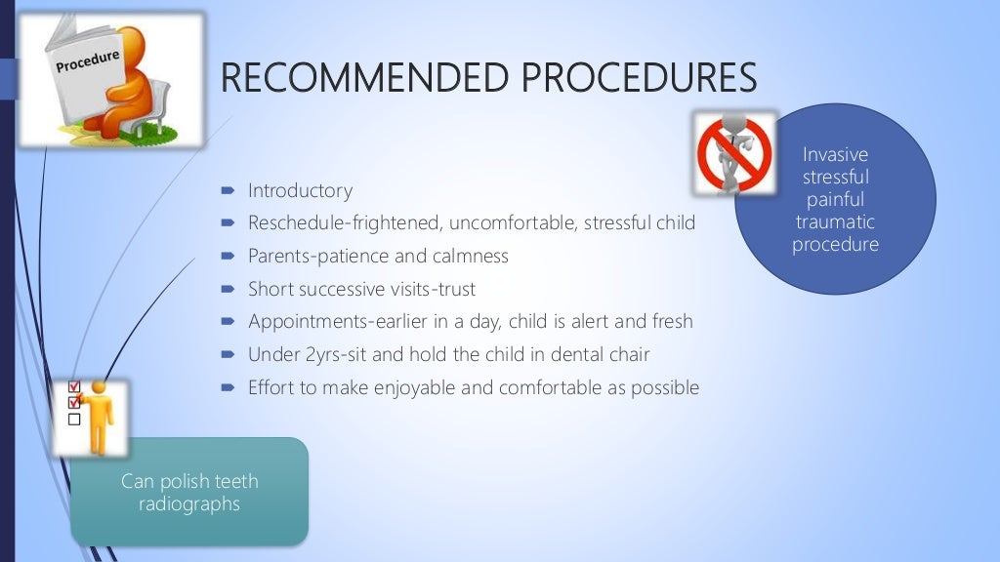 Procedure
RECOMMENDED PROCEDURES
Introductory
Reschedule-frightened, uncomfortable, stressful child
Parents-patience and calmness
Short successive visits-trust
Appointments-earlier in a day, child is alert and fresh
Under 2yrs-sit and hold the child in dental chair
Effort to make enjoyable and comfortable as possible
Invasive
stressful
painful
traumatic
procedure
Can polish teeth
radiographs